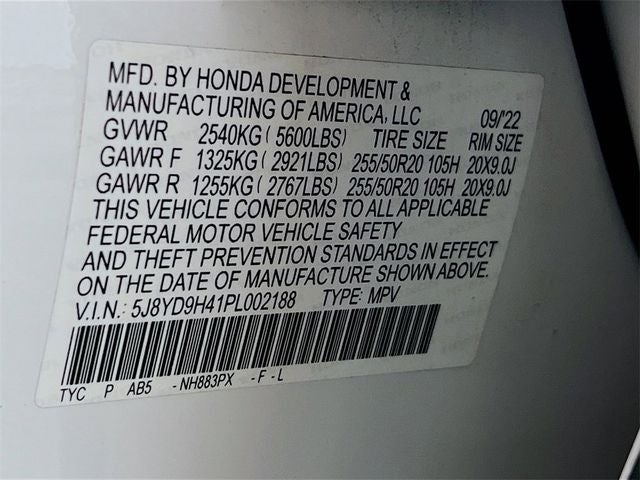 MFD. BY HONDA DEVELOPMENT &
MANUFACTURING OF AMERICA, LLC 09/'22
GVWR 2540KG ( 5600LBS) TIRE SIZE RIM SIZE
GAWR F 1325KG ( 2921LBS) 255/50R20 105H 20X9.0J
GAWR R 1255KG ( 2767LBS) 255/50R20 105H 20X9.0J
THIS VEHICLE CONFORMS TO ALL APPLICABLE
FEDERAL MOTOR VEHICLE SAFETY
AND THEFT PREVENTION STANDARDS IN EFFECT
ON THE DATE OF MANUFACTURE SHOWN ABOVE.
V.I.N.: 5J8YD9H41PL002188 TYPE: MPV
TYC P AB5 - NH883PX - F - L